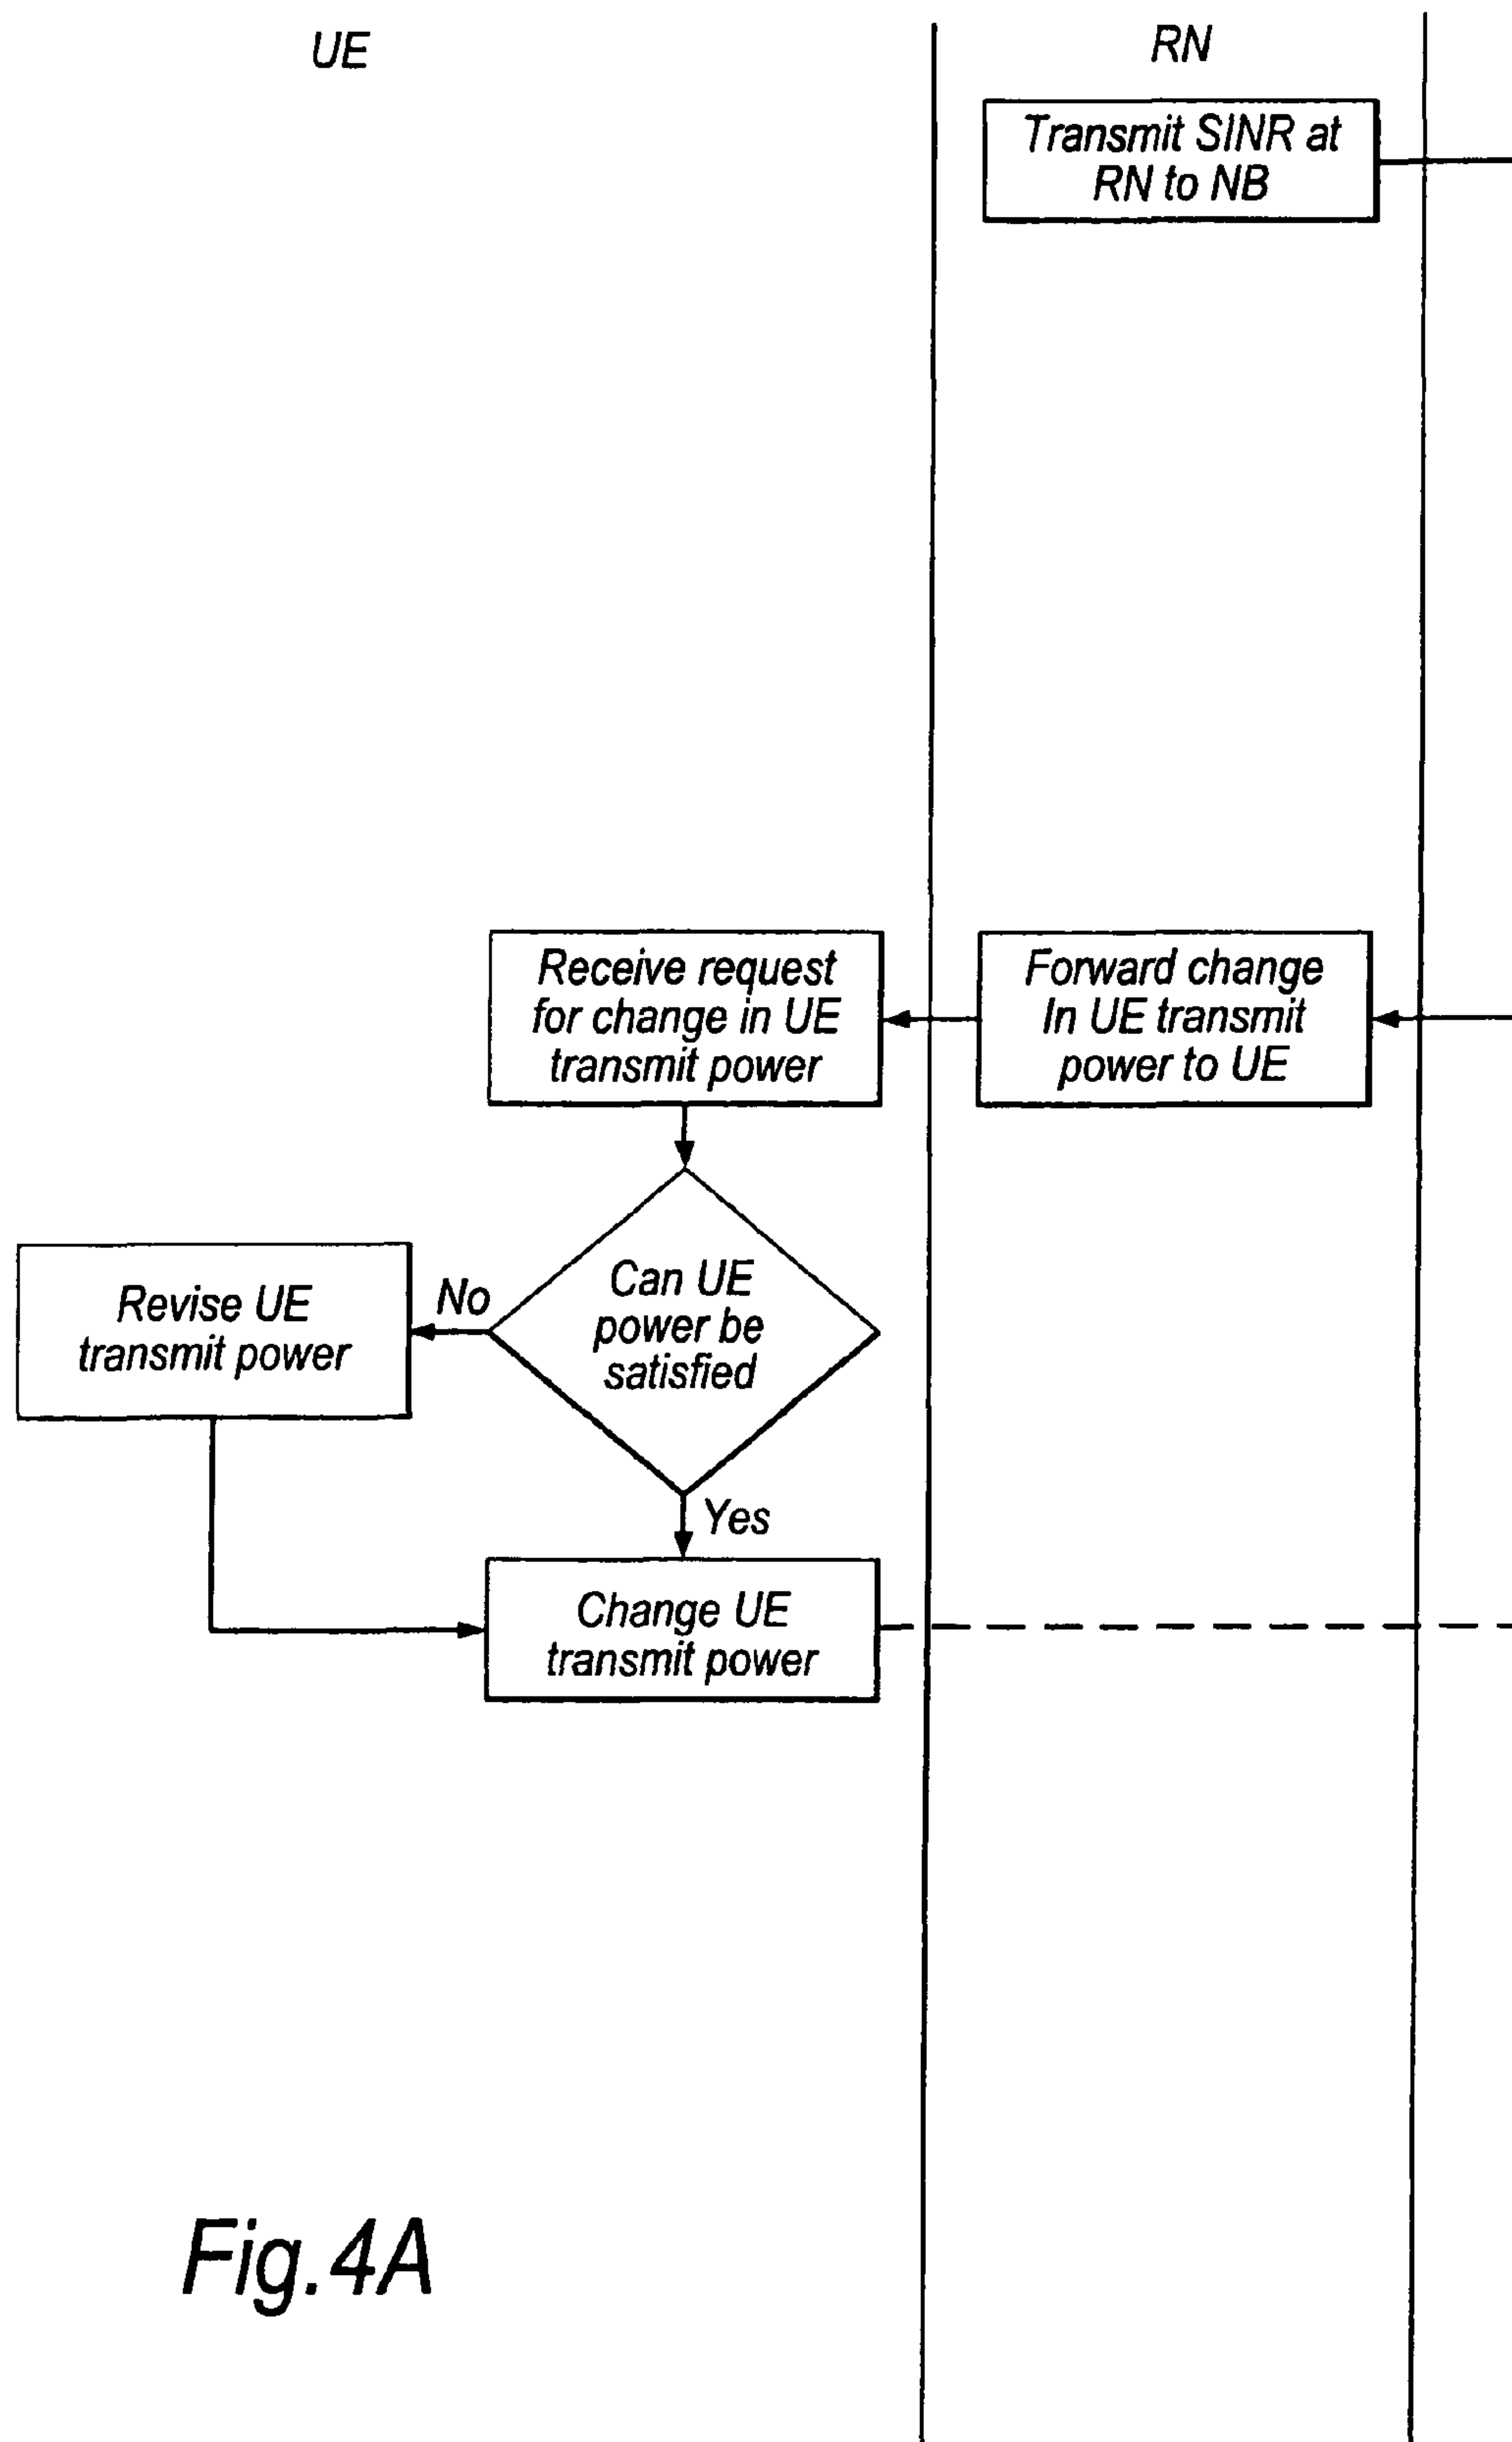 UE
RN
Transmit SINR at
RN to NB
Receive request
for change in UE
transmit power
Forward change
In UE transmit
power to UE
Revise UE
transmit power
No
Can UE
power be
satisfied
Yes
Change UE
transmit power
Fig.4A